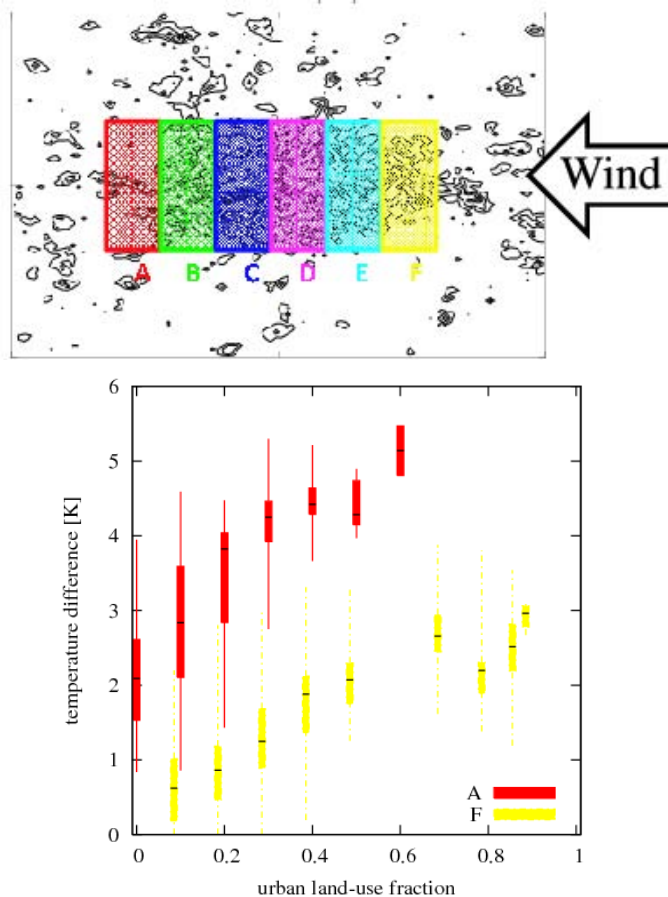 Wind
A B C D E F
6
5
4
3
2
1
0
temperature difference [K]
A
F
0 0.2 0.4 0.6 0.8 1
urban land-use fraction